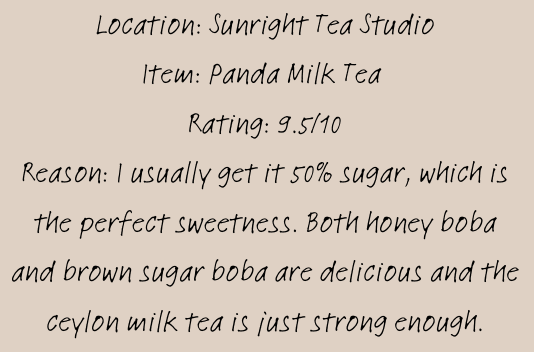 Location: Sunright Tea Studio
Item: Panda Milk Tea
Rating: 9.5/10
Reason: I usually get it 50% sugar, which is
the perfect sweetness. Both honey boba
and brown sugar boba are delicious and the
ceylon milk tea is just strong enough.